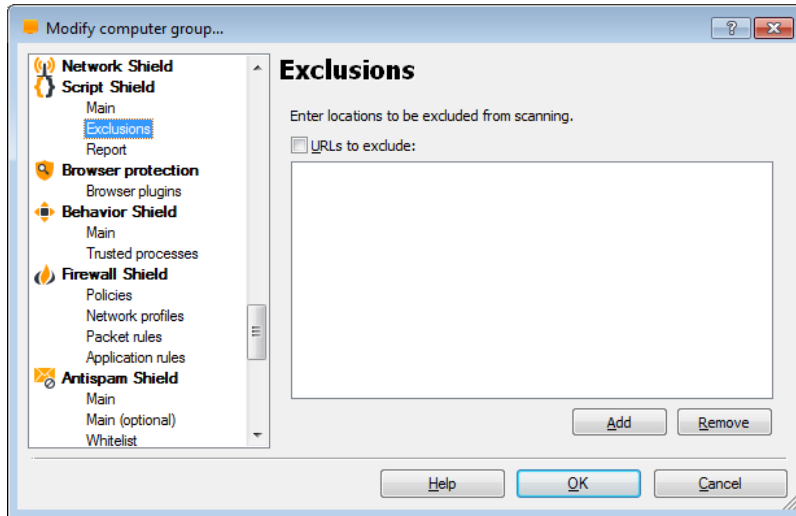 Modify computer group...
Network Shield
Script Shield
Main
Exclusions
Report
Browser protection
Browser plugins
Behavior Shield
Main
Trusted processes
Firewall Shield
Policies
Network profiles
Packet rules
Application rules
Antispam Shield
Main
Main (optional)
Whitelist
Exclusions
Enter locations to be excluded from scanning.
URLs to exclude:
Add
Remove
Help
OK
Cancel